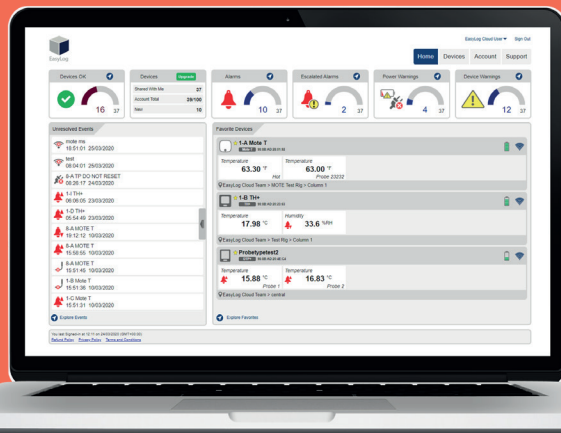 EasyLog Cloud User Sign Out
EasyLog
Home Devices Account Support
Devices OK
16 37
Devices Upgrade
Shared With Me 27
Account Total 28/100
New 10
Alarms
10 37
Escalated Alarms
2 37
Power Warnings
4 37
Device Warnings
12 37
Unresolved Events
mote ms
10:51:01 25/03/2020
test
08:04:01 25/03/2020
8-A TP DO NOT RESET
08:26:17 24/03/2020
1-I TH+
06:06:05 23/03/2020
1-D TH+
05:54:49 23/03/2020
8-A MOTE T
19:12:12 10/03/2020
8-A MOTE T
15:56:55 10/03/2020
8-A MOTE T
15:51:45 10/03/2020
1-B Mote T
15:51:36 10/03/2020
1-C Mote T
15:51:31 10/03/2020
Explore Events
Favorite Devices
1-A Mote T
Temperature
63.30 °C
Hot
Temperature
63.00 °C
Probe 23232
EasyLog Cloud Team > MOTE Test Rig > Column 1
1-B TH+
Temperature
17.98 °C
Humidity
33.6 %RH
EasyLog Cloud Team > Test Rig > Column 1
Probetypetest2
Temperature
15.88 °C
Probe 1
Temperature
16.83 °C
Probe 2
EasyLog Cloud Team > central
Explore Favorites
Refund Policy Privacy Policy Terms and Conditions